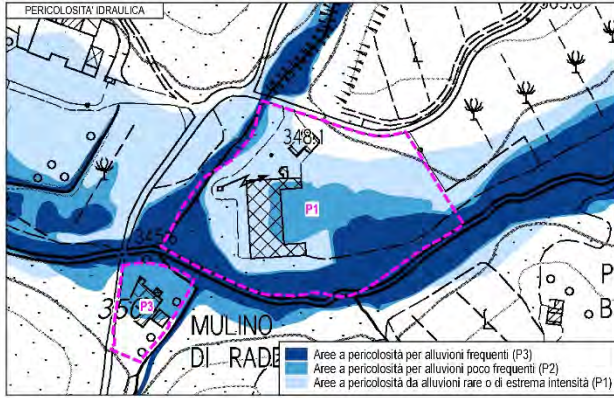 PERICOLOSITA' IDRAULICA
348.1
P1
345.6
P3
MULINO
DI RADE
P
B
Aree a pericolosità per alluvioni frequenti (P3)
Aree a pericolosità per alluvioni poco frequenti (P2)
Aree a pericolosità da alluvioni rare o di estrema intensità (P1)